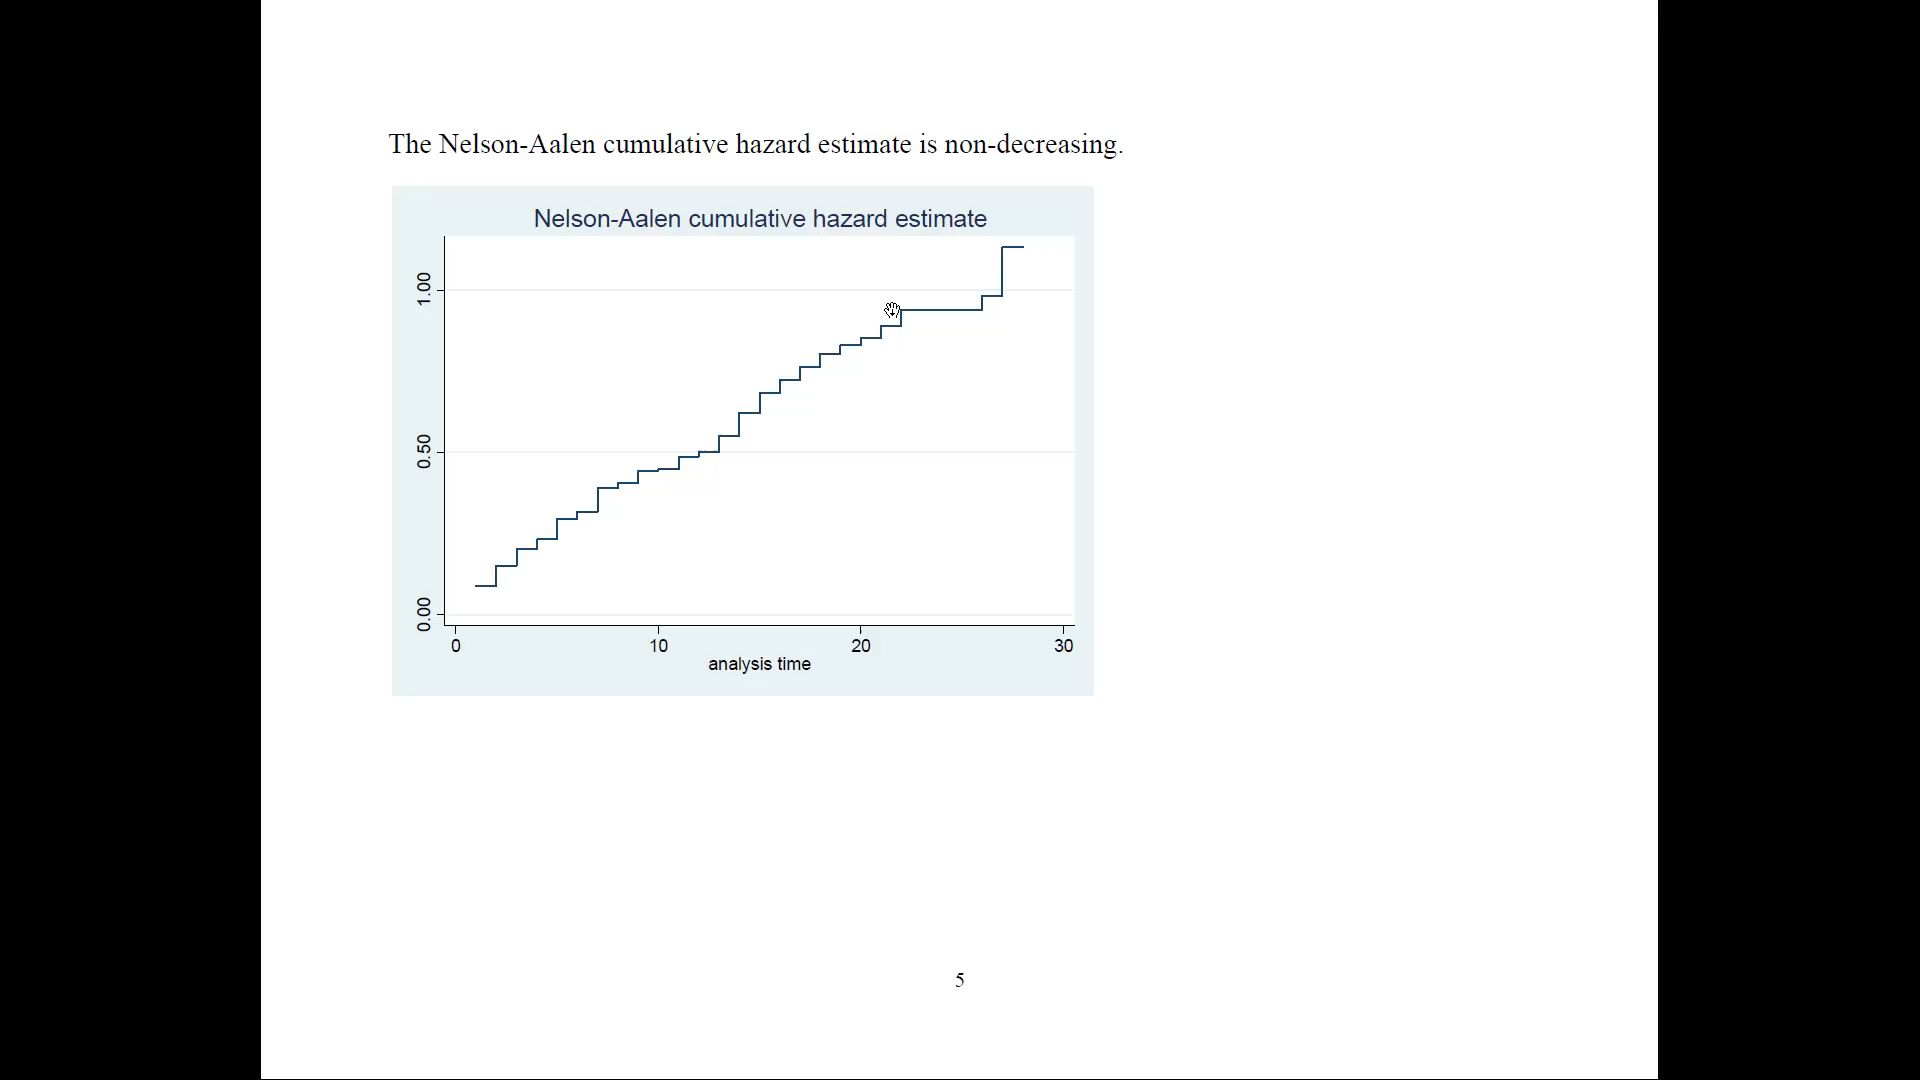 The Nelson-Aalen cumulative hazard estimate is non-decreasing.
Nelson-Aalen cumulative hazard estimate
1.00
0.50
0.00
0 10 20 30
analysis time
5